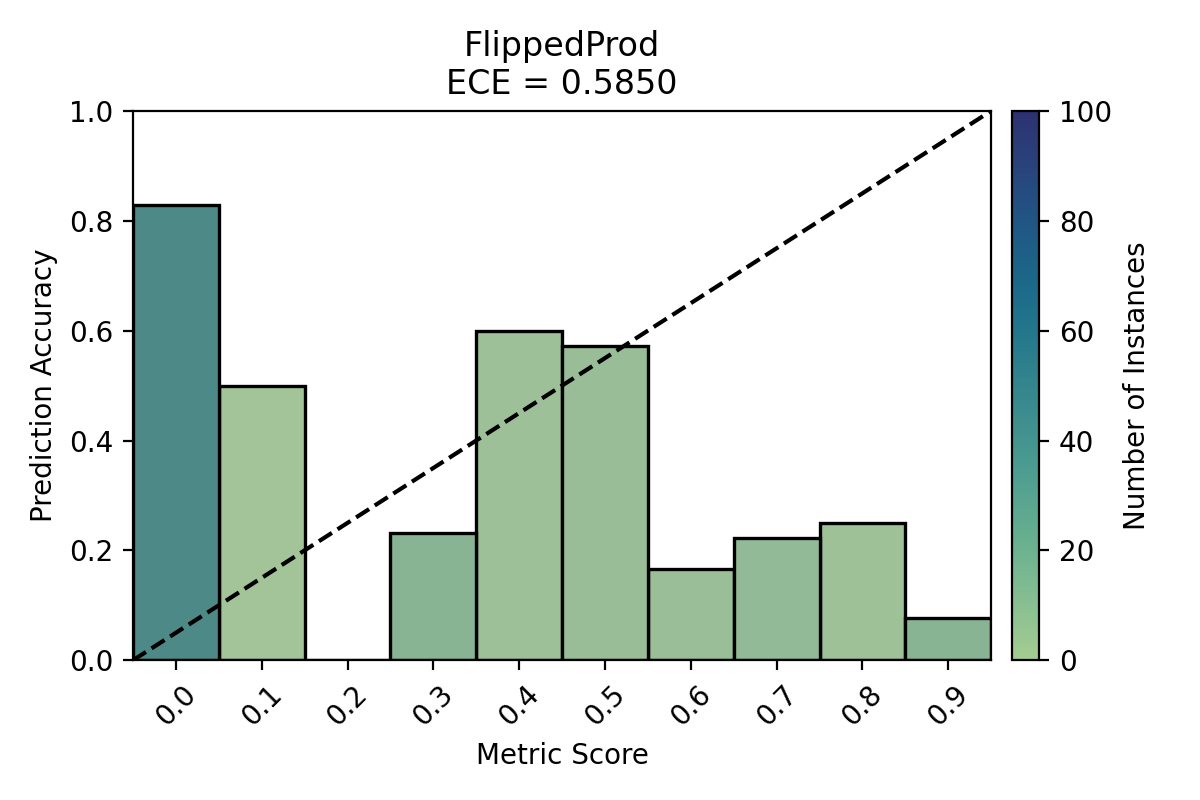 FlippedProd
ECE = 0.5850
1.0
0.8
0.6
0.4
0.2
0.0
Prediction Accuracy
0.0 0.1 0.2 0.3 0.4 0.5 0.6 0.7 0.8 0.9
Metric Score
100
80
60
40
20
0
Number of Instances